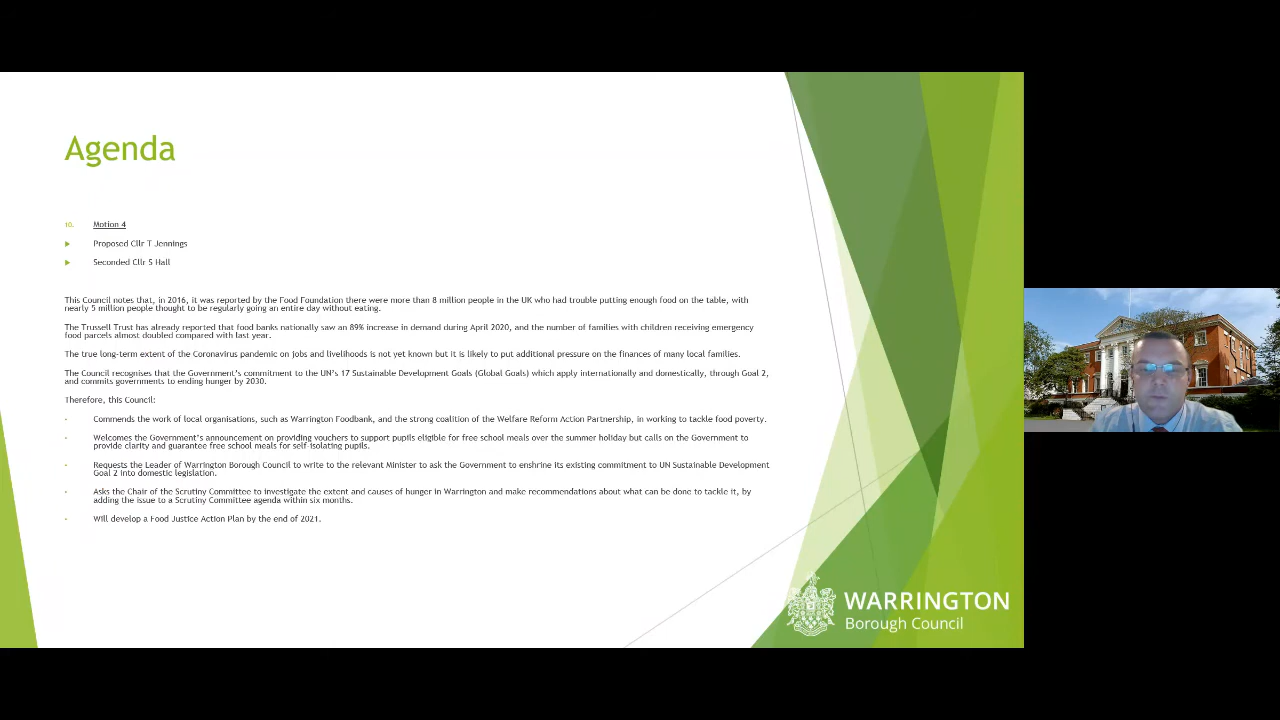 Agenda
10. Motion 4
Proposed Cllr T Jennings
Seconded Cllr S Hall
This Council notes that, in 2016, it was reported by the Food Foundation there were more than 8 million people in the UK who had trouble putting enough food on the table, with
nearly 5 million people thought to be regularly going an entire day without eating.
The Trussell Trust has already reported that food banks nationally saw an 89% increase in demand during April 2020, and the number of families with children receiving emergency
food parcels almost doubled compared with last year.
The true long-term extent of the Coronavirus pandemic on jobs and livelihoods is not yet known but it is likely to put additional pressure on the finances of many local families.
The Council recognises that the Government's commitment to the UN's 17 Sustainable Development Goals (Global Goals) which apply internationally and domestically, through Goal 2,
and commits governments to ending hunger by 2030.
Therefore, this Council:
• Commends the work of local organisations, such as Warrington Foodbank, and the strong coalition of the Welfare Reform Action Partnership, in working to tackle food poverty.
• Welcomes the Government's announcement on providing vouchers to support pupils eligible for free school meals over the summer holiday but calls on the Government to
provide clarity and guarantee free school meals for self-isolating pupils.
• Requests the Leader of Warrington Borough Council to write to the relevant Minister to ask the Government to enshrine its existing commitment to UN Sustainable Development
Goal 2 into domestic legislation.
• Asks the Chair of the Scrutiny Committee to investigate the extent and causes of hunger in Warrington and make recommendations about what can be done to tackle it, by
adding the issue to a Scrutiny Committee agenda within six months.
• Will develop a Food Justice Action Plan by the end of 2021.
WARRINGTON
Borough Council